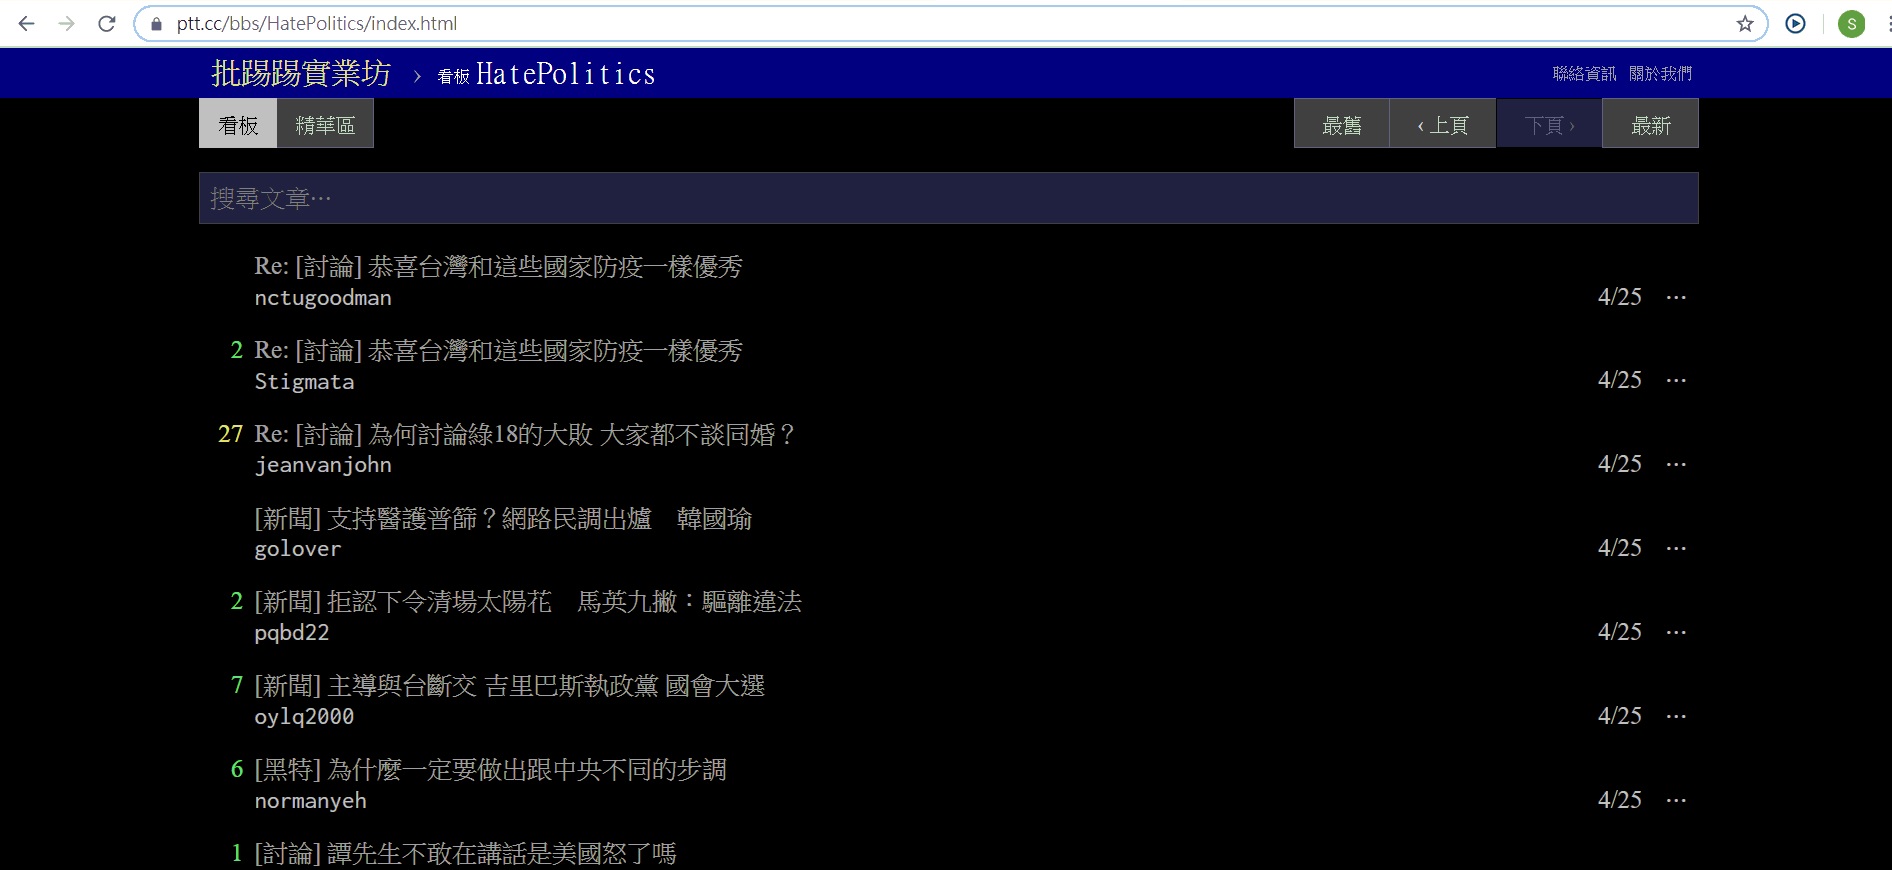 ptt.cc/bbs/HatePolitics/index.html
S
批踢踢實業坊 › 看板 HatePolitics
聯絡資訊 關於我們
看板 精華區
最舊 ‹ 上頁 下頁 › 最新
搜尋文章⋯
Re: [討論] 恭喜台灣和這些國家防疫一樣優秀
nctugoodman
4/25 ⋯
2 Re: [討論] 恭喜台灣和這些國家防疫一樣優秀
Stigmata
4/25 ⋯
27 Re: [討論] 為何討論綠18的大敗 大家都不談同婚？
jeanvanjohn
4/25 ⋯
[新聞] 支持醫護普篩？網路民調出爐　韓國瑜
golover
4/25 ⋯
2 [新聞] 拒認下令清場太陽花　馬英九撇：驅離違法
pqbd22
4/25 ⋯
7 [新聞] 主導與台斷交 吉里巴斯執政黨 國會大選
oylq2000
4/25 ⋯
6 [黑特] 為什麼一定要做出跟中央不同的步調
normanyeh
4/25 ⋯
1 [討論] 譚先生不敢在講話是美國怒了嗎